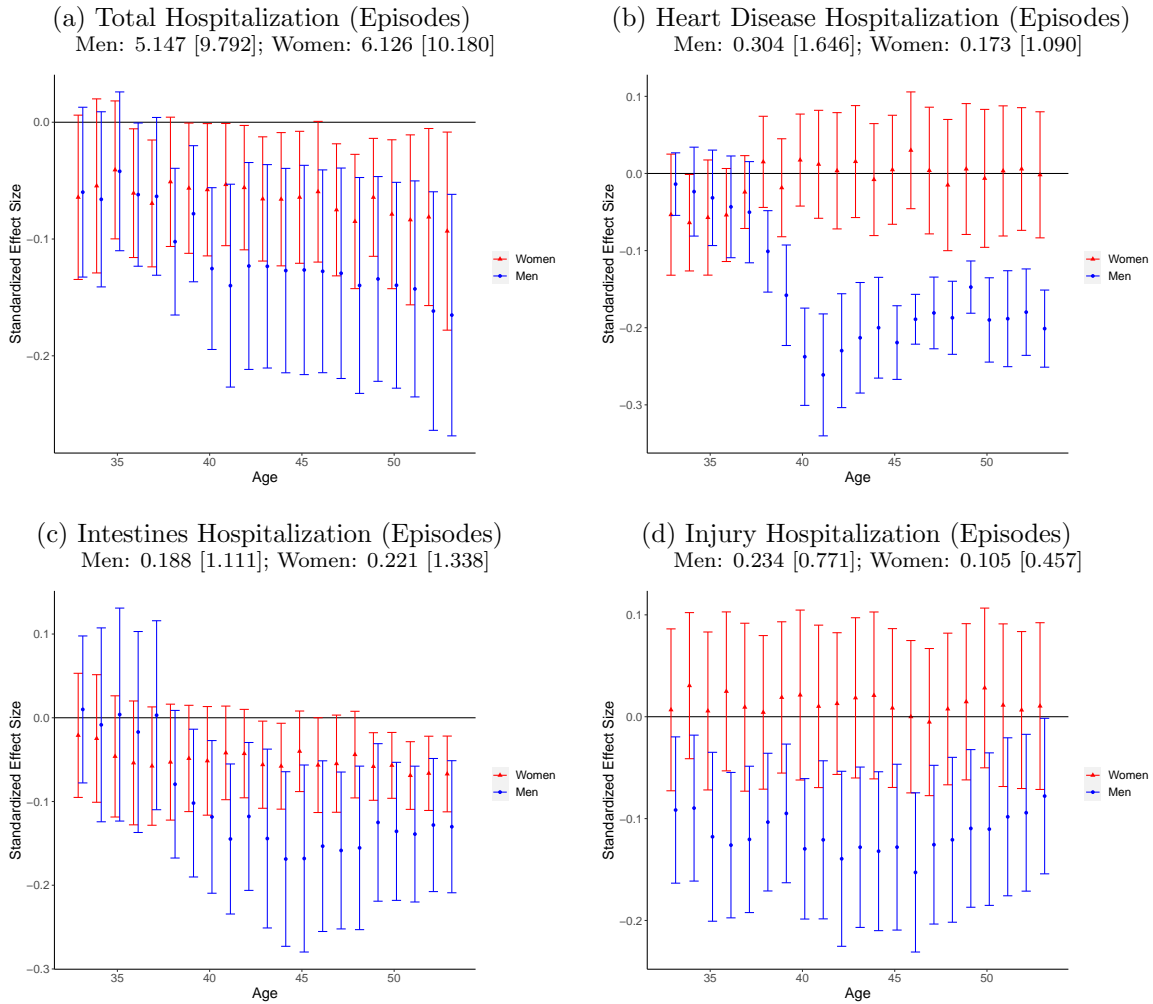 (a) Total Hospitalization (Episodes)
Men: 5.147 [9.792]; Women: 6.126 [10.180]
0.0
−0.1
−0.2
Standardized Effect Size
35
40
45
50
Age
Women
Men
(b) Heart Disease Hospitalization (Episodes)
Men: 0.304 [1.646]; Women: 0.173 [1.090]
0.1
0.0
−0.1
−0.2
−0.3
Standardized Effect Size
35
40
45
50
Age
Women
Men
(c) Intestines Hospitalization (Episodes)
Men: 0.188 [1.111]; Women: 0.221 [1.338]
0.1
0.0
−0.1
−0.2
−0.3
Standardized Effect Size
35
40
45
50
Age
Women
Men
(d) Injury Hospitalization (Episodes)
Men: 0.234 [0.771]; Women: 0.105 [0.457]
0.1
0.0
−0.1
−0.2
Standardized Effect Size
35
40
45
50
Age
Women
Men